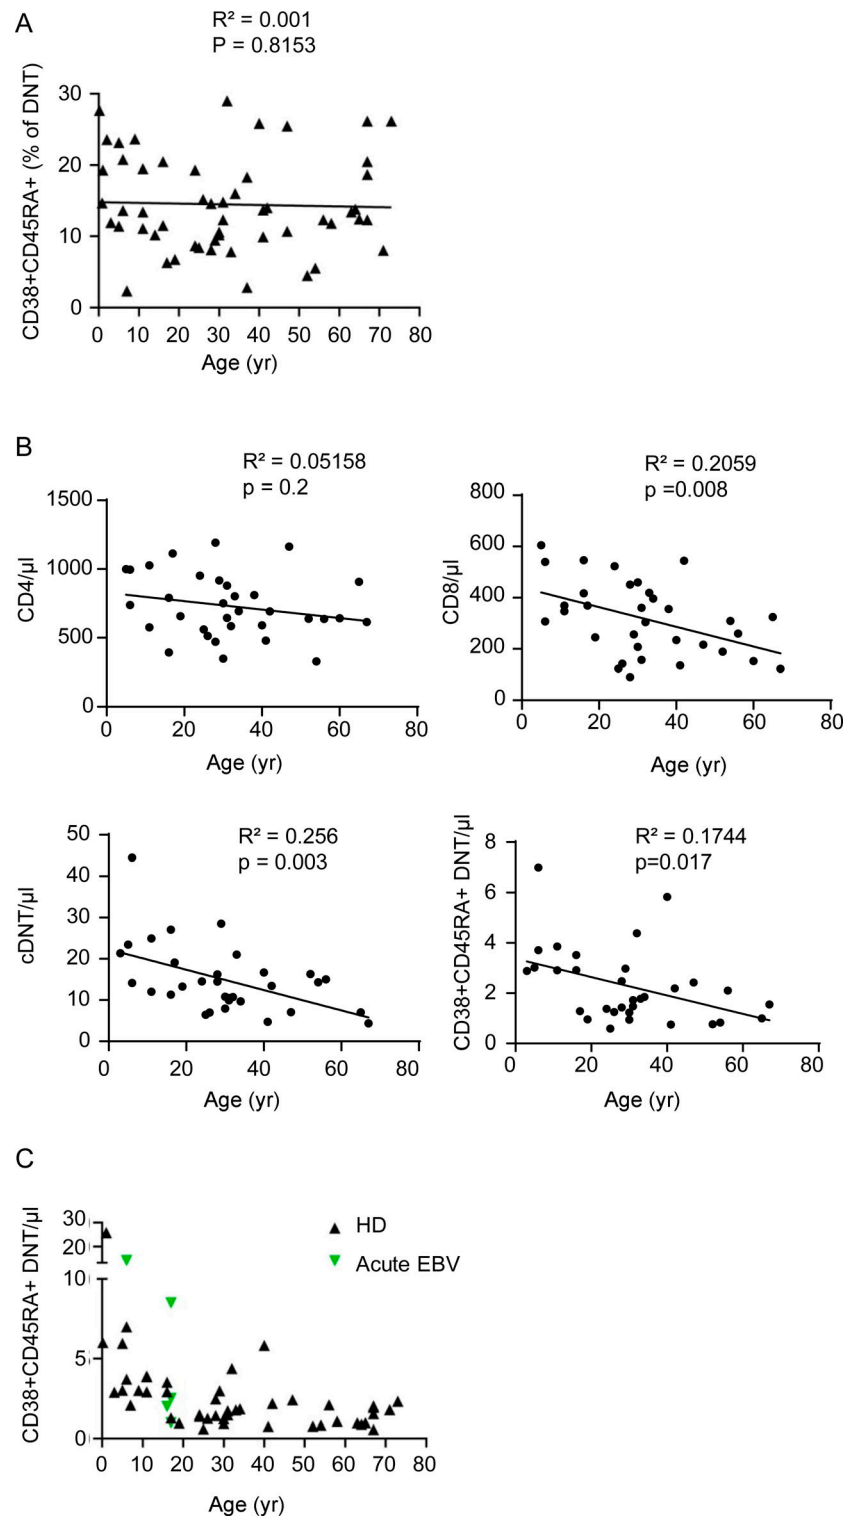 A
R² = 0.001
P = 0.8153
CD38+CD45RA+ (% of DNT)
30
20
10
0
0 10 20 30 40 50 60 70 80
Age (yr)
B
R² = 0.05158
p = 0.2
CD4/µl
1500
1000
500
0
0 20 40 60 80
Age (yr)
R² = 0.2059
p =0.008
CD8/µl
800
600
400
200
0
0 20 40 60 80
Age (yr)
R² = 0.256
p = 0.003
cDNT/µl
50
40
30
20
10
0
0 20 40 60 80
Age (yr)
R² = 0.1744
p=0.017
CD38+CD45RA+ DNT/µl
8
6
4
2
0
0 20 40 60 80
Age (yr)
C
CD38+CD45RA+ DNT/µl
30
20
10
5
0
0 10 20 30 40 50 60 70 80
Age (yr)
HD
Acute EBV